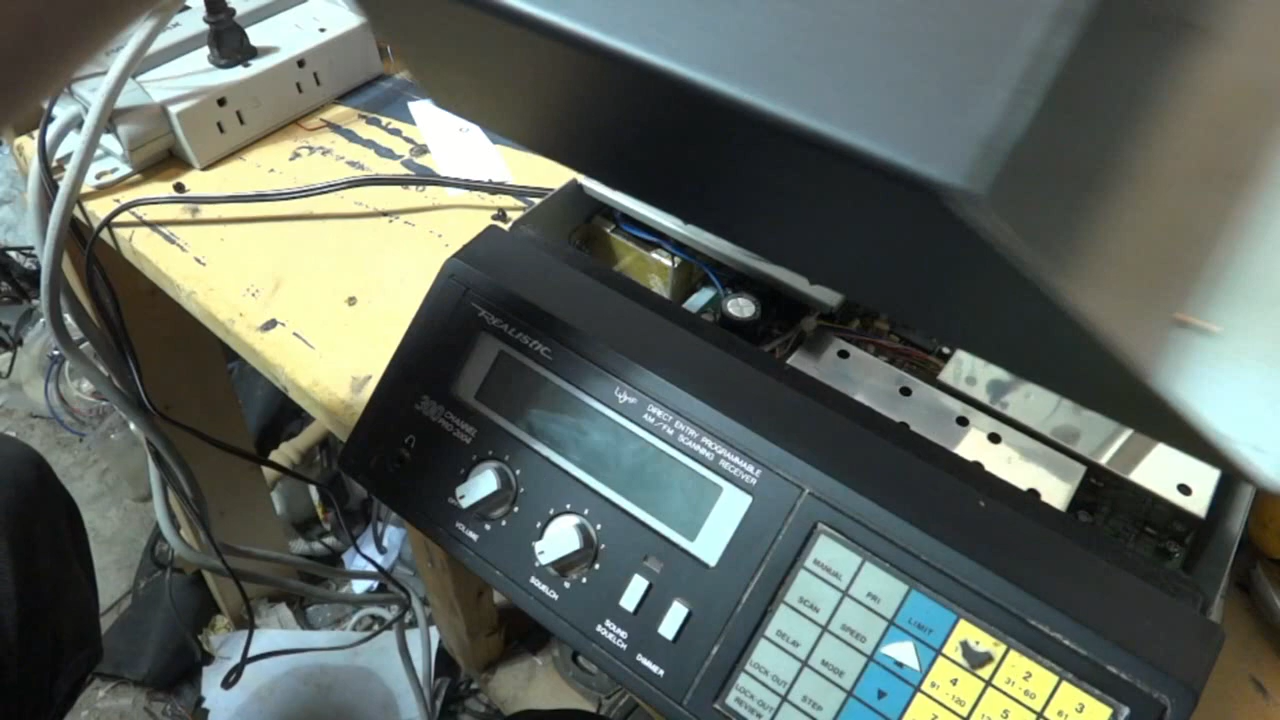 REALISTIC
300 CHANNEL
PRO-2004
DIRECT ENTRY PROGRAMMABLE
AM/FM SCANNING RECEIVER
VOLUME
SQUELCH
SOUND
SQUELCH
DIMMER
MANUAL
PRI
LIMIT
SCAN
SPEED
DELAY
MODE
LOCK-OUT
STEP
LOCK-OUT
REVIEW
2
31-60
3
61
4
91-120
5
7